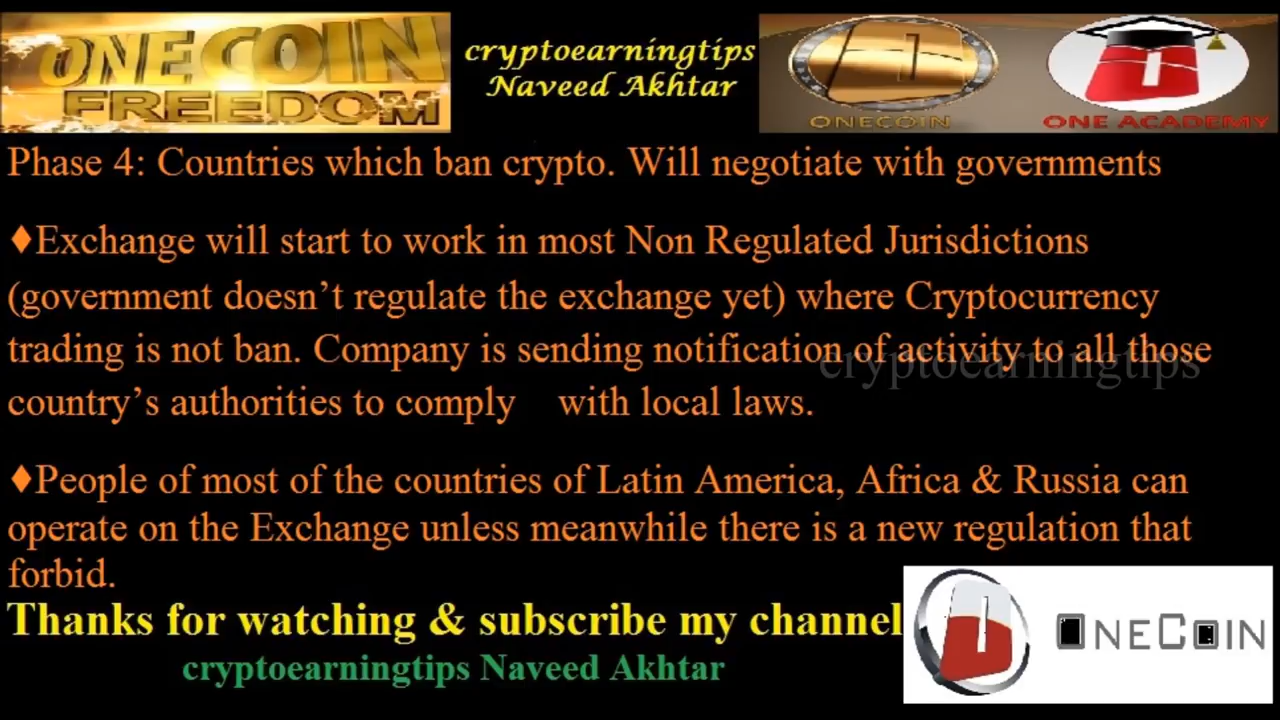 ONE COIN
FREEDOM
cryptoearningtips
Naveed Akhtar
ONECOIN
ONE ACADEMY
Phase 4: Countries which ban crypto. Will negotiate with governments
♦Exchange will start to work in most Non Regulated Jurisdictions
(government doesn’t regulate the exchange yet) where Cryptocurrency
trading is not ban. Company is sending notification of activity to all those
cryptoearningtips
country’s authorities to comply with local laws.
♦People of most of the countries of Latin America, Africa & Russia can
operate on the Exchange unless meanwhile there is a new regulation that
forbid.
Thanks for watching & subscribe my channel
cryptoearningtips Naveed Akhtar
ONECOIN